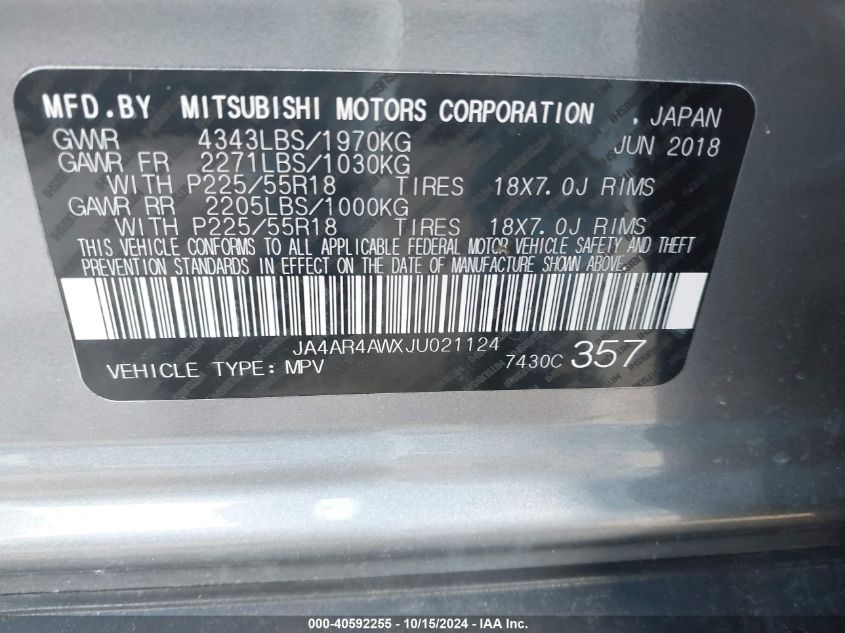 MFD.BY MITSUBISHI MOTORS CORPORATION . JAPAN
GWR 4343LBS/1970KG JUN 2018
GAWR FR 2271LBS/1030KG
WITH P225/55R18 TIRES 18X7.0J RIMS
GAWR RR 2205LBS/1000KG
WITH P225/55R18 TIRES 18X7.0J RIMS
THIS VEHICLE CONFORMS TO ALL APPLICABLE FEDERAL MOTOR VEHICLE SAFETY AND THEFT
PREVENTION STANDARDS IN EFFECT ON THE DATE OF MANUFACTURE SHOWN ABOVE.
JA4AR4AWXJU021124
VEHICLE TYPE: MPV 7430C 357
000-40592255 - 10/15/2024 - IAA Inc.